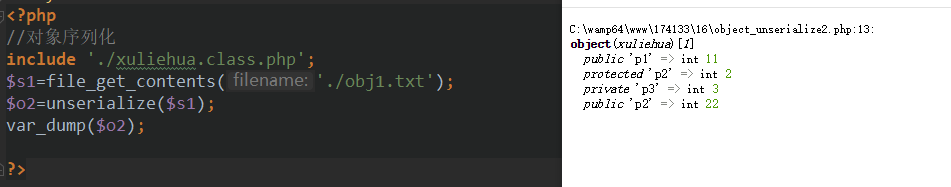 <?php
//对象序列化
include './xuliehua.class.php';
$s1=file_get_contents( filename: './obj1.txt');
$o2=unserialize($s1);
var_dump($o2);
?>
C:\wamp64\www\174133\16\object_unserialize2.php:13:
object(xuliehua)[1]
public 'p1' => int 11
protected 'p2' => int 2
private 'p3' => int 3
public 'p2' => int 22